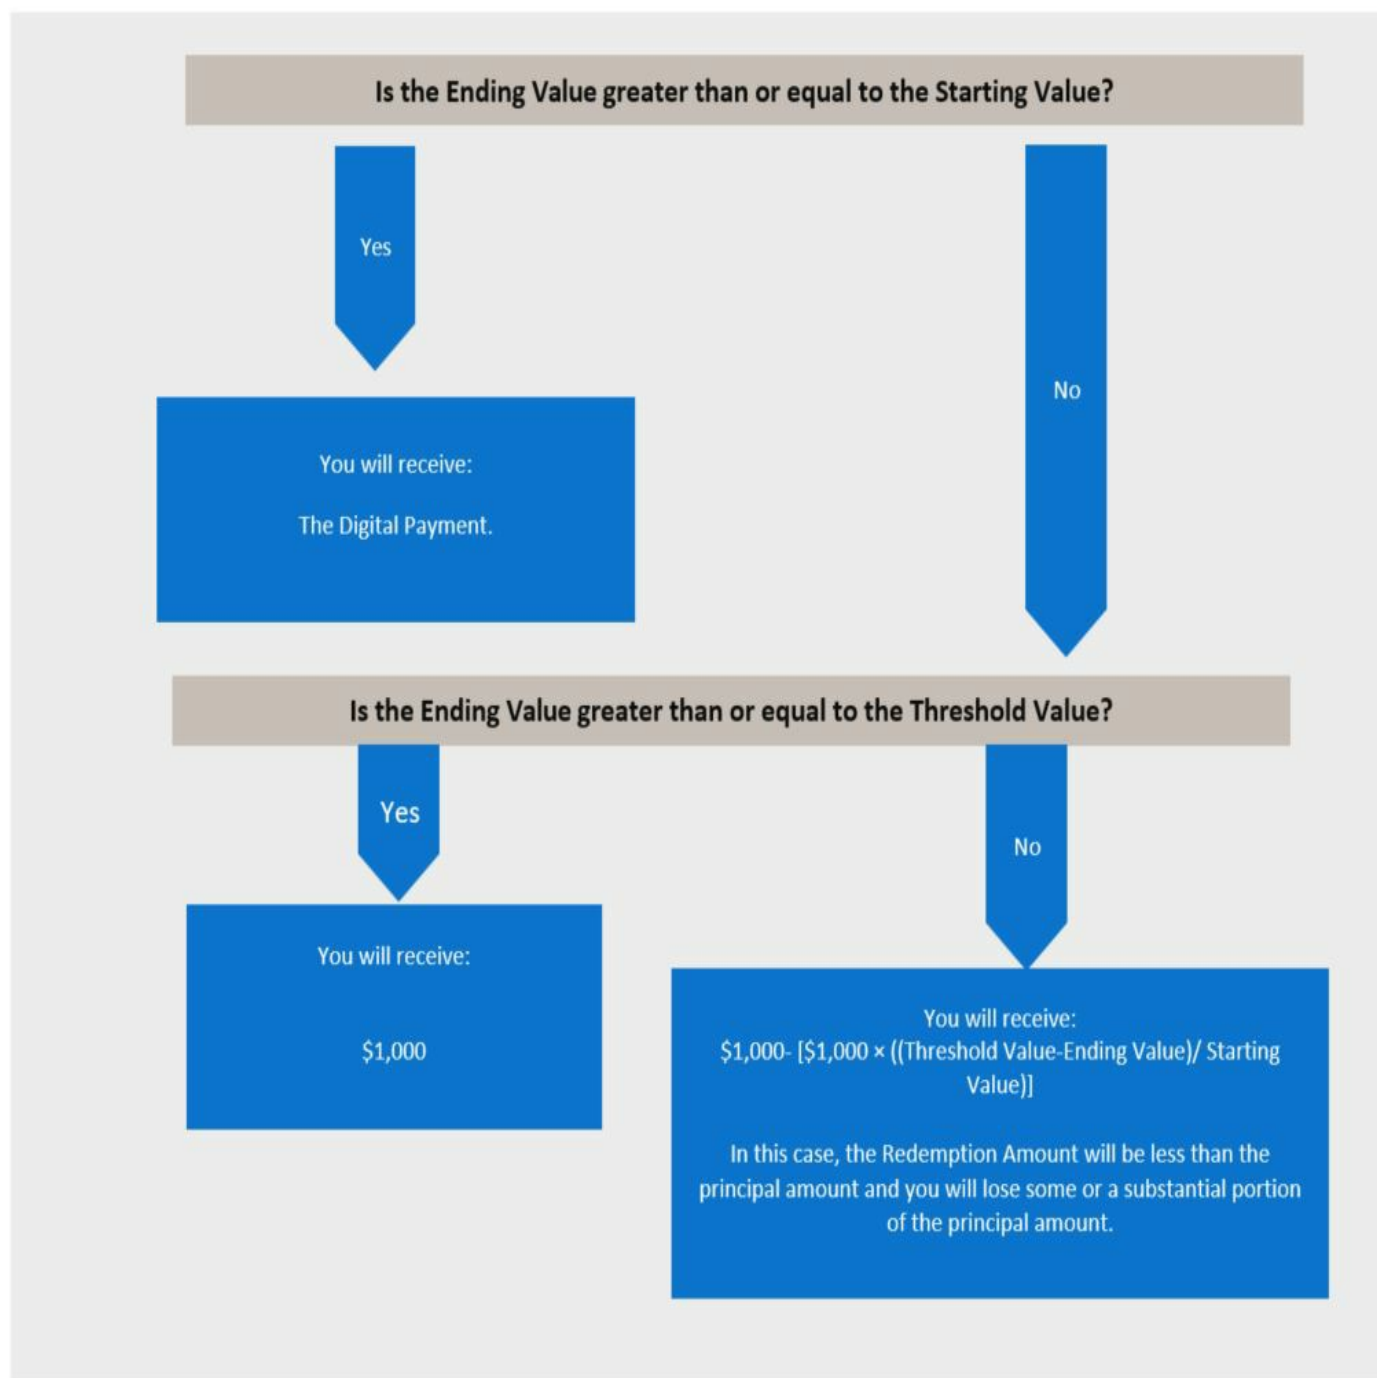 Is the Ending Value greater than or equal to the Starting Value?
Yes
No
You will receive:
The Digital Payment.
Is the Ending Value greater than or equal to the Threshold Value?
Yes
No
You will receive:
$1,000
You will receive:
$1,000- [$1,000 × ((Threshold Value-Ending Value)/ Starting
Value)]
In this case, the Redemption Amount will be less than the
principal amount and you will lose some or a substantial portion
of the principal amount.